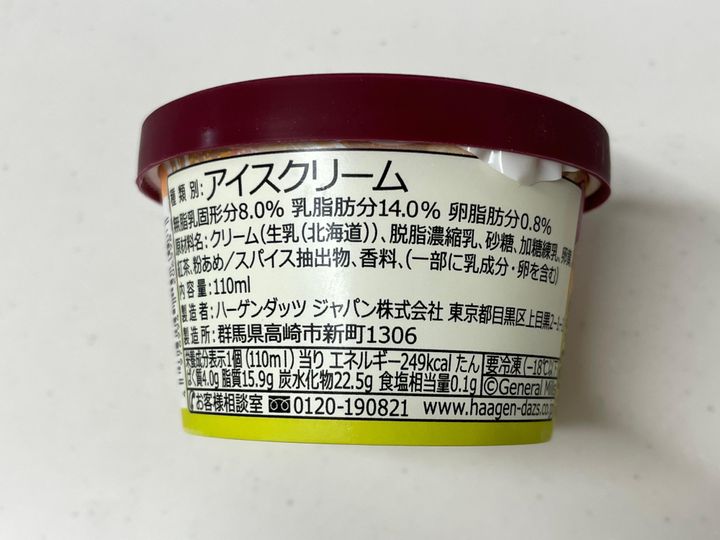 種類別:アイスクリーム
無脂乳固形分8.0% 乳脂肪分14.0% 卵脂肪分0.8%
原材料名:クリーム(生乳(北海道))、脱脂濃縮乳、砂糖、加糖練乳、卵黄
紅茶、粉あめ/スパイス抽出物、香料、(一部に乳成分・卵を含む)
内容量:110ml
製造者:ハーゲンダッツ ジャパン株式会社 東京都目黒区上目黒2-1-
製造所:群馬県高崎市新町1306
栄養成分表示1個(110ml)当り エネルギー249kcal たん
ぱく質4.0g 脂質15.9g 炭水化物22.5g 食塩相当量0.1g
要冷凍(-18℃
©General Mills
お客様相談室 0120-190821 www.haagen-dazs.co